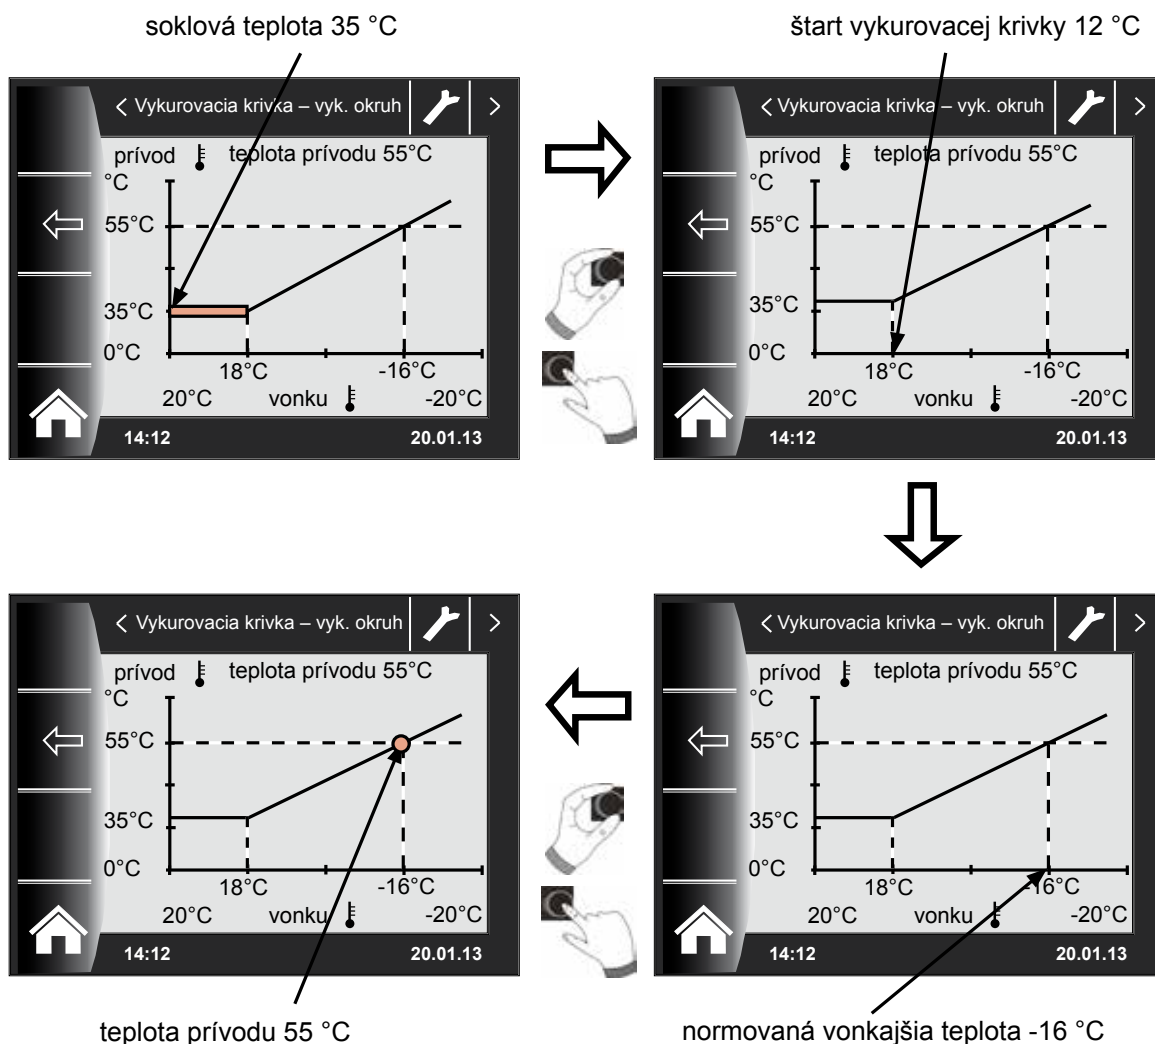 soklová teplota 35 °C
štart vykurovacej krivky 12 °C
< Vykurovacia krivka – vyk. okruh >
prívod teplota prívodu 55°C
°C
55°C
35°C
0°C
18°C -16°C
20°C vonku -20°C
14:12 20.01.13
< Vykurovacia krivka – vyk. okruh >
prívod teplota prívodu 55°C
°C
55°C
35°C
0°C
18°C -16°C
20°C vonku -20°C
14:12 20.01.13
< Vykurovacia krivka – vyk. okruh >
prívod teplota prívodu 55°C
°C
55°C
35°C
0°C
18°C -16°C
20°C vonku -20°C
14:12 20.01.13
teplota prívodu 55 °C
< Vykurovacia krivka – vyk. okruh >
prívod teplota prívodu 55°C
°C
55°C
35°C
0°C
18°C -16°C
20°C vonku -20°C
14:12 20.01.13
normovaná vonkajšia teplota -16 °C